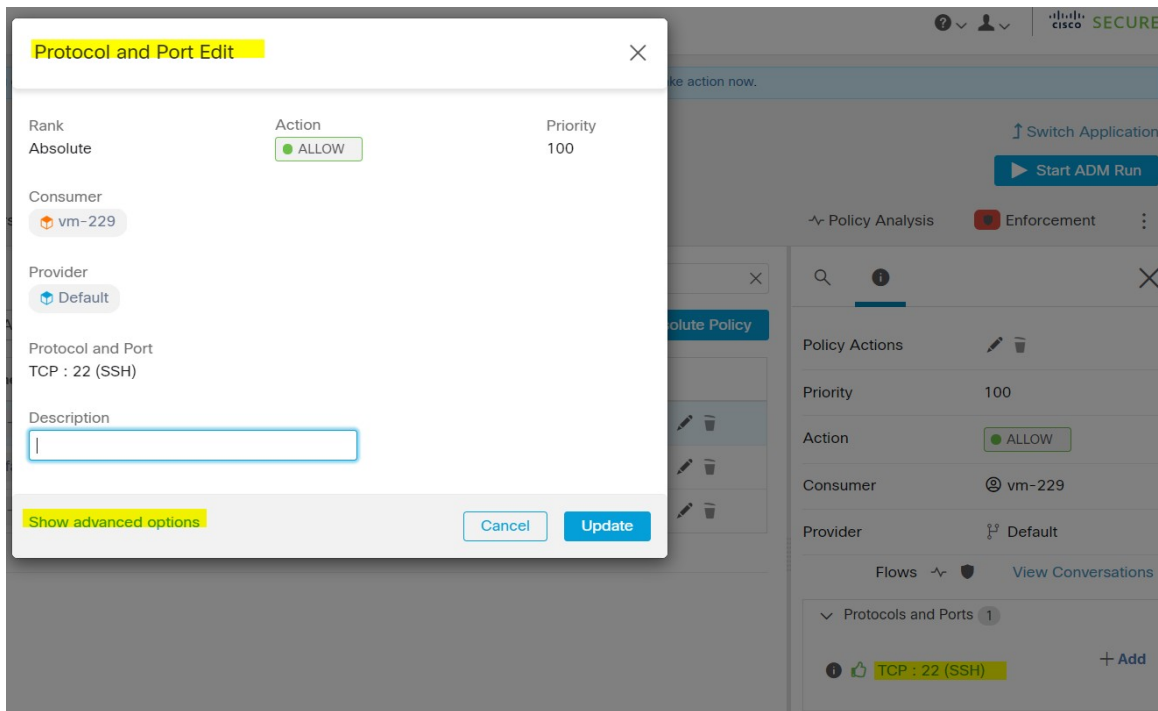 Protocol and Port Edit
Rank
Absolute
Action
ALLOW
Priority
100
Consumer
vm-229
Provider
Default
Protocol and Port
TCP : 22 (SSH)
Description
Show advanced options
Cancel
Update
cisco SECURE
action now.
Switch Application
Start ADM Run
Policy Analysis
Enforcement
Policy
Policy Actions
Priority
100
Action
ALLOW
Consumer
vm-229
Provider
Default
Flows
View Conversations
Protocols and Ports 1
+ Add
TCP : 22 (SSH)